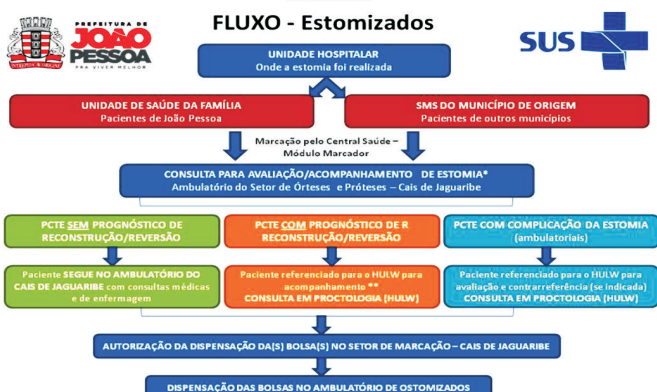 PREFEITURA DE
JOÃO
PESSOA
PRA VIVER MELHOR
FLUXO - Estomizados
SUS
UNIDADE HOSPITALAR
Onde a estomia foi realizada
UNIDADE DE SAÚDE DA FAMÍLIA
Pacientes de João Pessoa
SMS DO MUNICÍPIO DE ORIGEM
Pacientes de outros municípios
Marcação pelo Central Saúde –
Módulo Marcador
CONSULTA PARA AVALIAÇÃO/ACOMPANHAMENTO DE ESTOMIA*
Ambulatório do Setor de Órteses e Próteses – Cais de Jaguaribe
PCTE SEM PROGNÓSTICO DE
RECONSTRUÇÃO/REVERSÃO
PCTE COM PROGNÓSTICO DE R
RECONSTRUÇÃO/REVERSÃO
PCTE COM COMPLICAÇÃO DA ESTOMIA
(ambulatoriais)
Paciente SEGUE NO AMBULATÓRIO DO
CAIS DE JAGUARIBE com consultas médicas
e de enfermagem
Paciente referenciado para o HULW para
acompanhamento **
CONSULTA EM PROCTOLOGIA (HULW)
Paciente referenciado para o HULW para
avaliação e contrarreferência (se indicada)
CONSULTA EM PROCTOLOGIA (HULW)
AUTORIZAÇÃO DA DISPENSAÇÃO DA(S) BOLSA(S) NO SETOR DE MARCAÇÃO – CAIS DE JAGUARIBE
DISPENSAÇÃO DAS BOLSAS NO AMBULATÓRIO DE OSTOMIZADOS